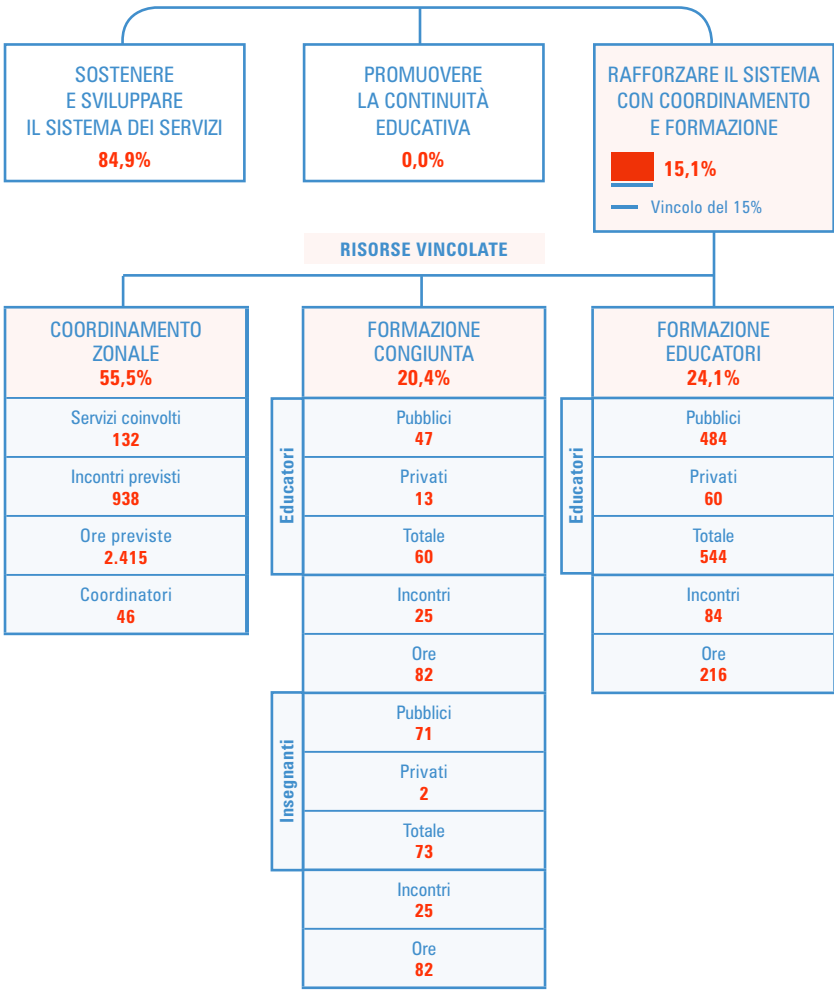 SOSTENERE
E SVILUPPARE
IL SISTEMA DEI SERVIZI
84,9%
PROMUOVERE
LA CONTINUITÀ
EDUCATIVA
0,0%
RAFFORZARE IL SISTEMA
CON COORDINAMENTO
E FORMAZIONE
15,1%
Vincolo del 15%
RISORSE VINCOLATE
COORDINAMENTO
ZONALE
55,5%
Servizi coinvolti
132
Incontri previsti
938
Ore previste
2.415
Coordinatori
46
FORMAZIONE
CONGIUNTA
20,4%
Educatori
Pubblici
47
Privati
13
Totale
60
Incontri
25
Ore
82
Insegnanti
Pubblici
71
Privati
2
Totale
73
Incontri
25
Ore
82
FORMAZIONE
EDUCATORI
24,1%
Educatori
Pubblici
484
Privati
60
Totale
544
Incontri
84
Ore
216